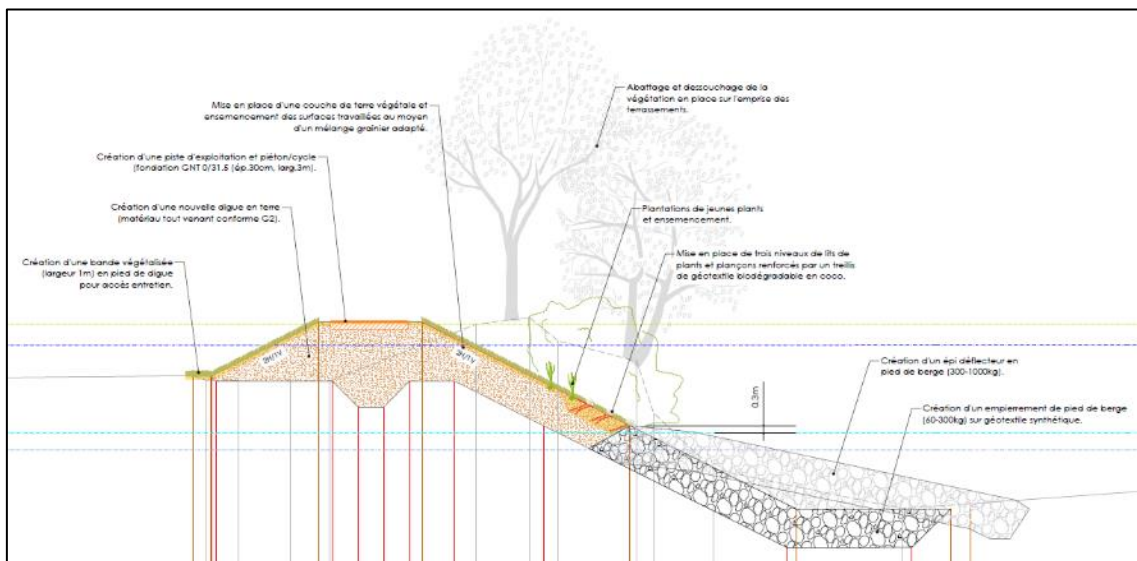 Abattage et dessouchage de la
végétation en place sur l'emprise des
terrassements.
Mise en place d'une couche de terre végétale et
ensemencement des surfaces travaillées au moyen
d'un mélange grainier adapté.
Création d'une piste d'exploitation et piéton/cycle
(fondation GNT 0/31.5 (ép.30cm, larg.3m).
Création d'une nouvelle digue en terre
(matériau tout venant conforme G2).
Plantations de jeunes plants
et ensemencement.
Création d'une bande végétalisée
(largeur 1m) en pied de digue
pour accès entretien.
Mise en place de trois niveaux de lits de
plants et plançons renforcés par un treillis
de géotextile biodégradable en coco.
2H/1V
2H/1V
Création d'un épi déflecteur en
pied de berge (300-1000kg).
0.3m
Création d'un empierrement de pied de berge
(60-300kg) sur géotextile synthétique.